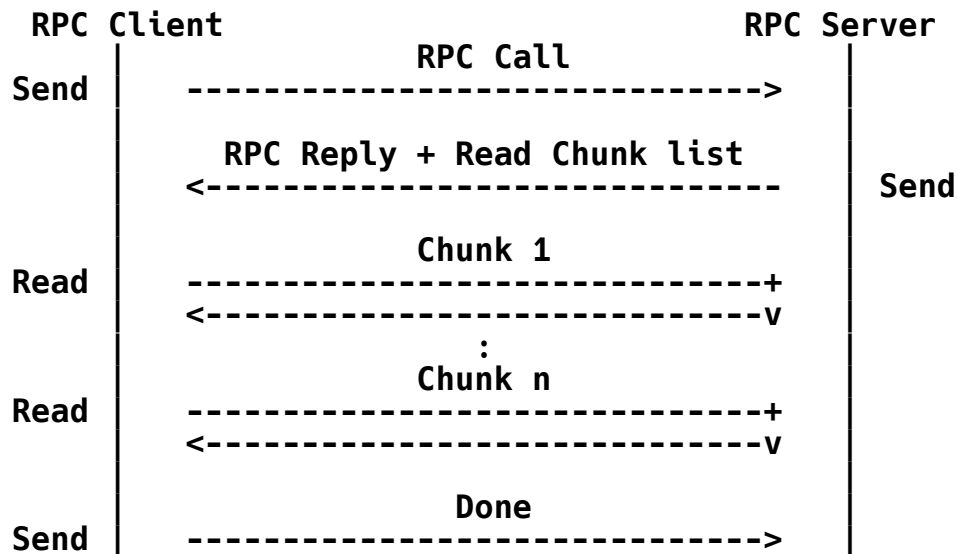 RPC Client RPC Server
RPC Call
Send ------------------------------>
RPC Reply + Read Chunk list
<------------------------------ Send
Chunk 1
Read ------------------------------+
<-----------------------------v
:
Chunk n
Read ------------------------------+
<-----------------------------v
Done
Send ------------------------------>